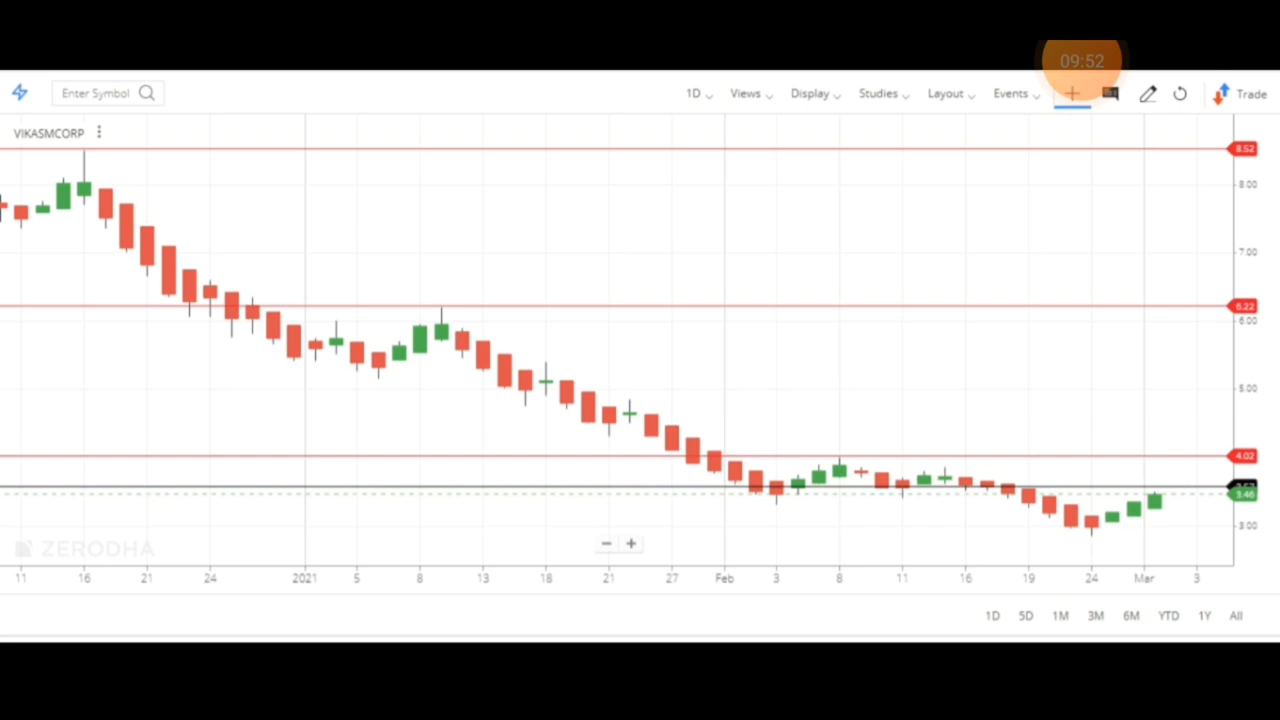 09:52
Enter Symbol 1D Views Display Studies Layout Events Trade
VIKASMCORP
8.52
8.00
7.00
6.22
6.00
5.00
4.02
3.46
3.00
ZERODHA
11 16 21 24 2021 5 8 13 18 21 27 Feb 3 8 11 16 19 24 Mar 3
1D 5D 1M 3M 6M YTD 1Y All